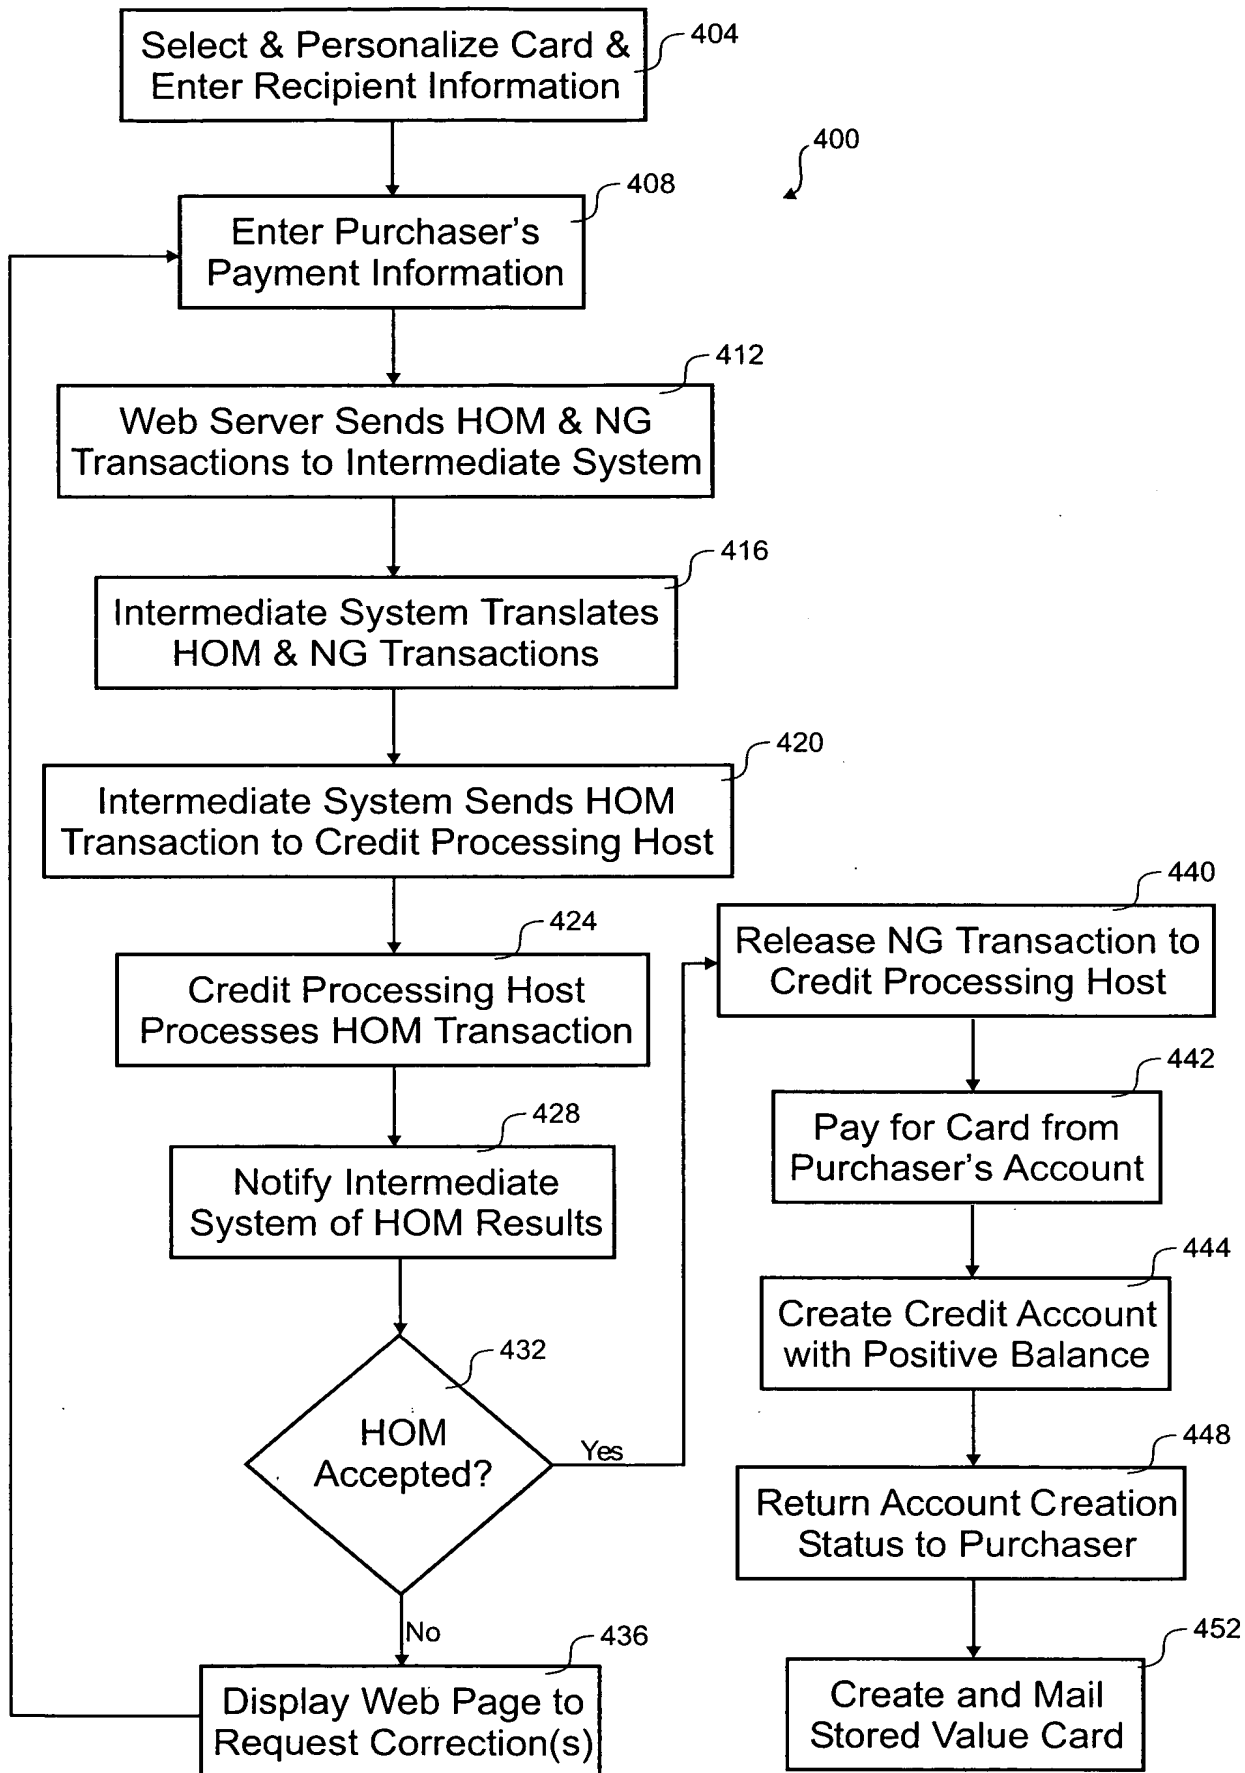 Select & Personalize Card &
Enter Recipient Information
404
400
Enter Purchaser's
Payment Information
408
Web Server Sends HOM & NG
Transactions to Intermediate System
412
Intermediate System Translates
HOM & NG Transactions
416
Intermediate System Sends HOM
Transaction to Credit Processing Host
420
Credit Processing Host
Processes HOM Transaction
424
Notify Intermediate
System of HOM Results
428
HOM
Accepted?
432
Yes
No
Display Web Page to
Request Correction(s)
436
Release NG Transaction to
Credit Processing Host
440
Pay for Card from
Purchaser's Account
442
Create Credit Account
with Positive Balance
444
Return Account Creation
Status to Purchaser
448
Create and Mail
Stored Value Card
452